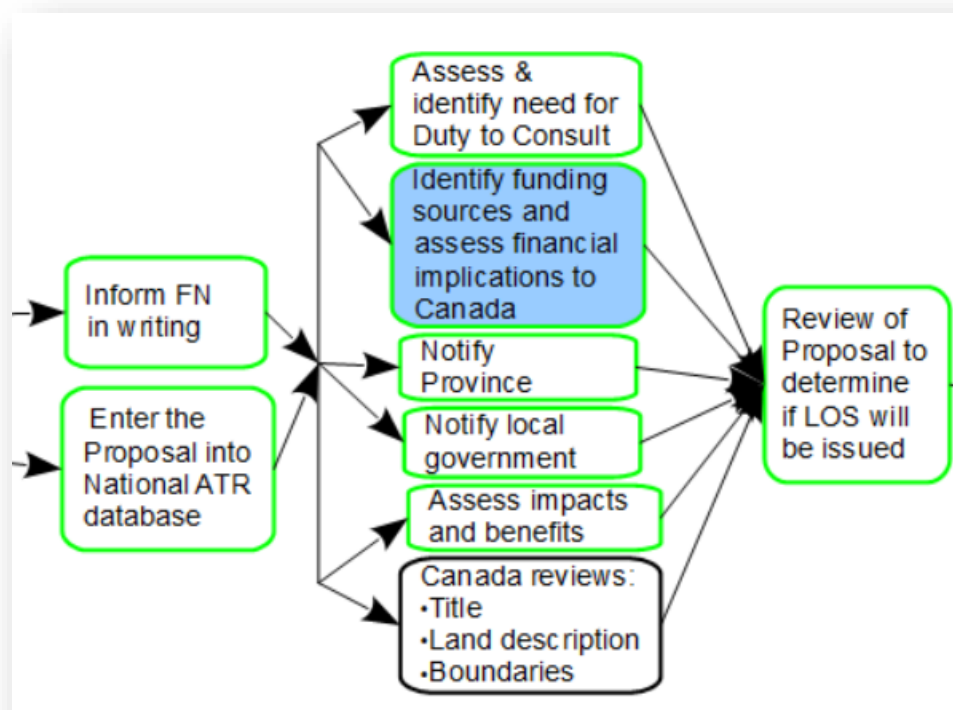 Inform FN
in writing
Enter the
Proposal into
National ATR
database
Assess &
identify need for
Duty to Consult
Identify funding
sources and
assess financial
implications to
Canada
Notify
Province
Notify local
government
Assess impacts
and benefits
Canada reviews:
•Title
•Land description
•Boundaries
Review of
Proposal to
determine
if LOS will
be issued